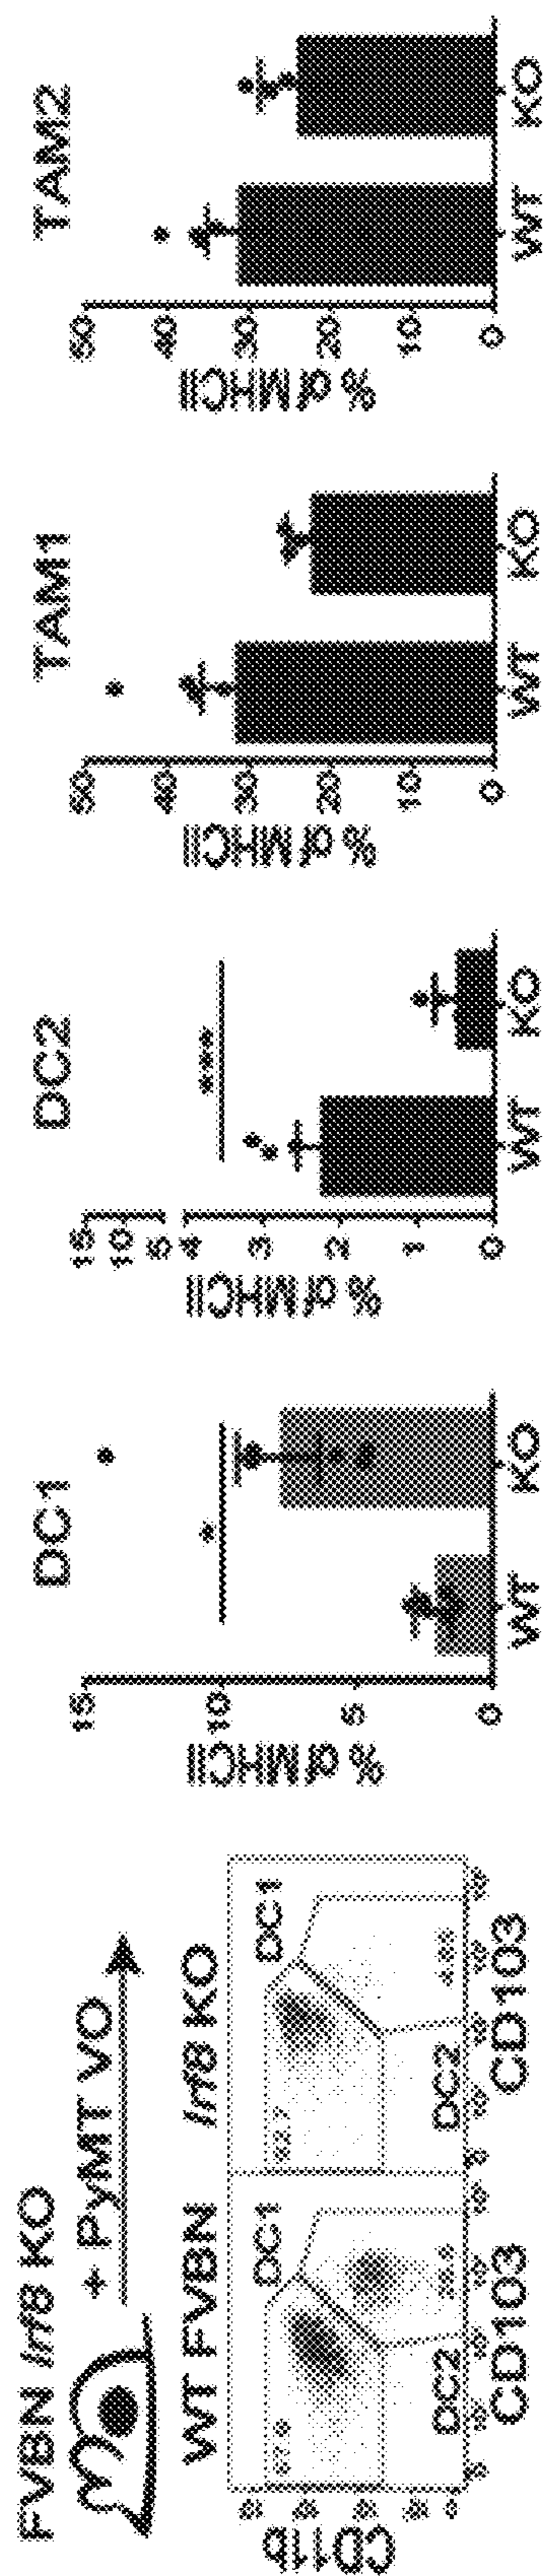 FVBN Irf8 KO
+ PyMT VO
WT FVBN
Irf8 KO
CD11b
DC1
DC2
CD103
DC1
DC2
CD103
DC1
% of MHCII
15
10
5
0
*
WT
KO
DC2
% of MHCII
15
10
5
4
3
2
1
0
***
WT
KO
TAM1
% of MHCII
50
40
30
20
10
0
WT
KO
TAM2
% of MHCII
50
40
30
20
10
0
WT
KO